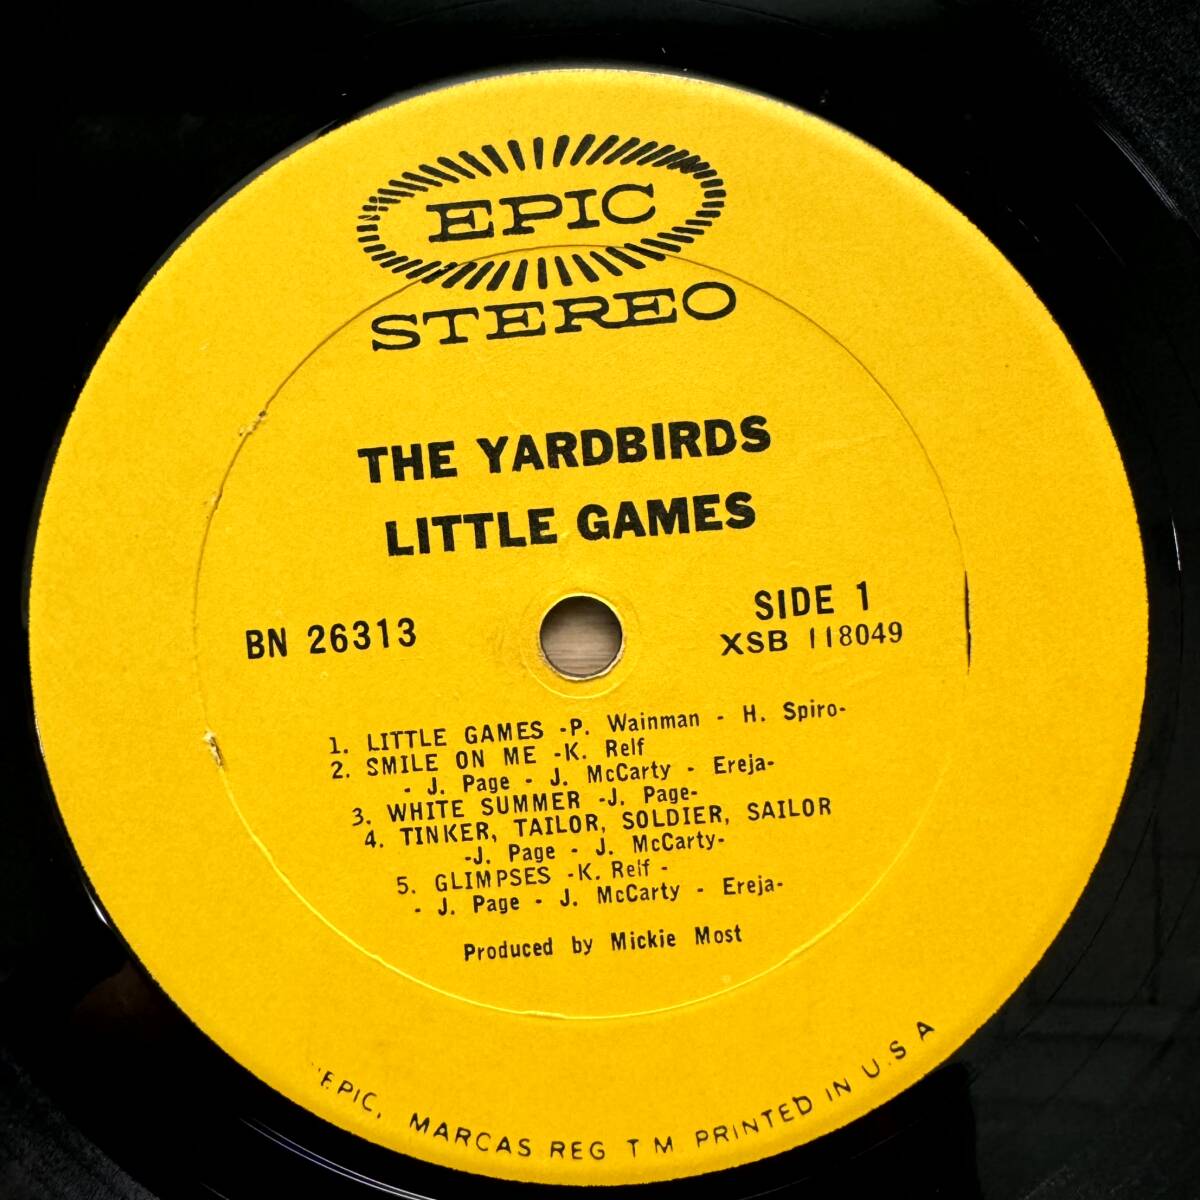 EPIC
STEREO
THE YARDBIRDS
LITTLE GAMES
BN 26313
SIDE 1
XSB 118049
1. LITTLE GAMES -P. Wainman - H. Spiro-
2. SMILE ON ME -K. Relf
- J. Page - J. McCarty - Ereja-
3. WHITE SUMMER -J. Page-
4. TINKER, TAILOR, SOLDIER, SAILOR
-J. Page - J. McCarty-
5. GLIMPSES -K. Relf -
- J. Page - J. McCarty - Ereja-
Produced by Mickie Most
"EPIC, MARCAS REG T M PRINTED IN U.S A